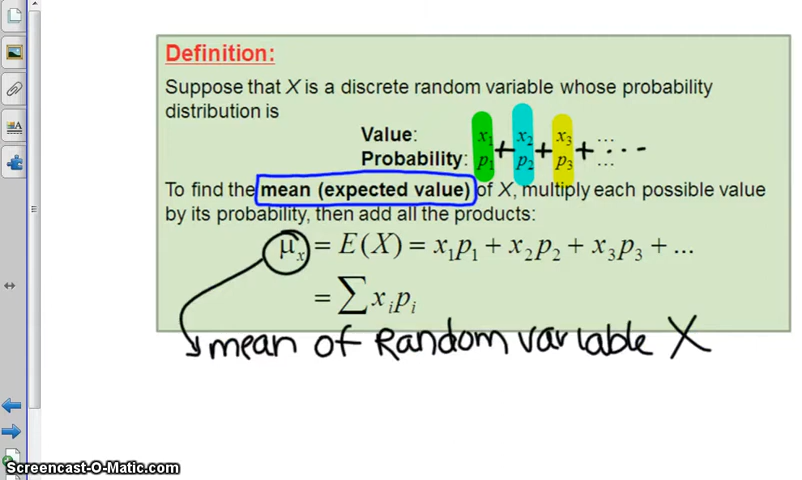 Definition:
Suppose that X is a discrete random variable whose probability
distribution is
Value: x₁ x₂ x₃ …
Probability: p₁ + p₂ + p₃ + …
To find the mean (expected value) of X, multiply each possible value
by its probability, then add all the products:
μₓ = E(X) = x₁p₁ + x₂p₂ + x₃p₃ + ...
= ∑ xᵢpᵢ
mean of Random variable X
Screencast-O-Matic.com